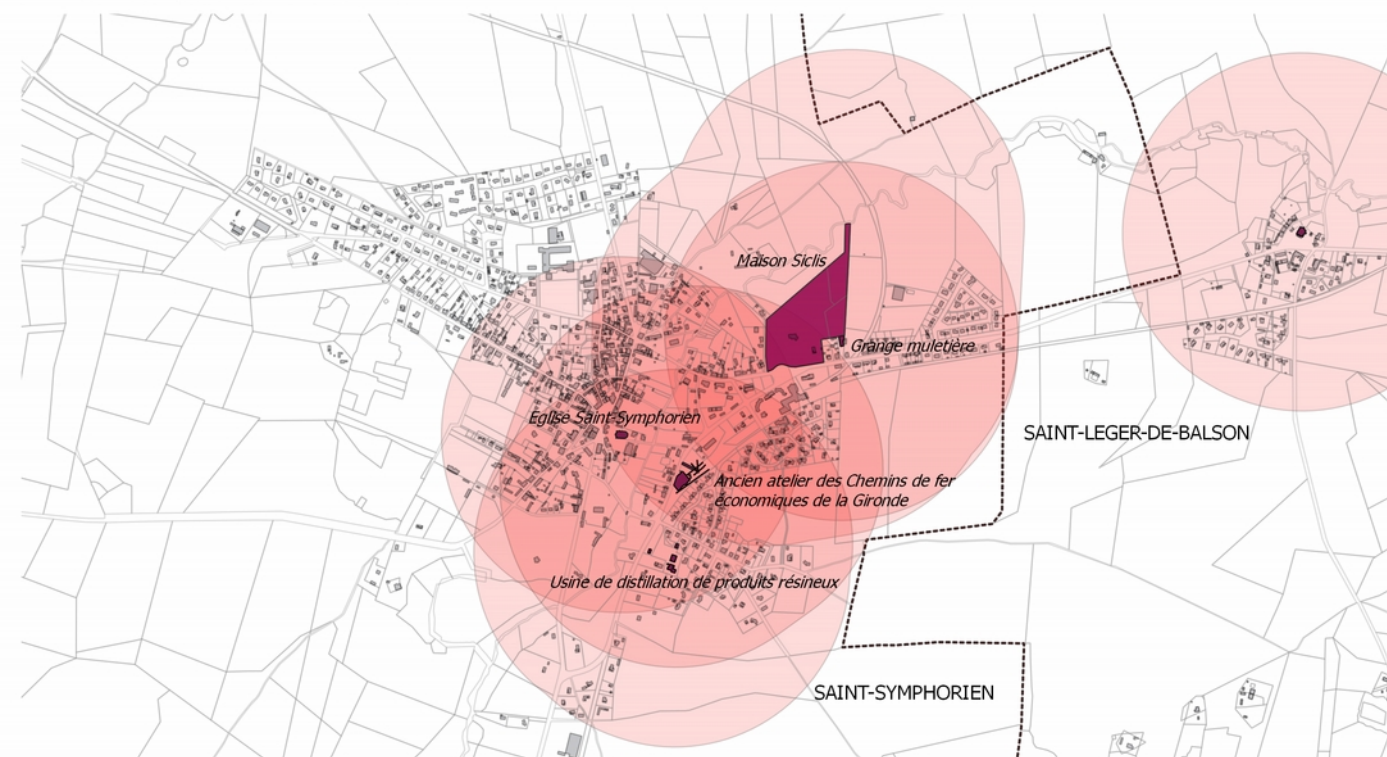 Maison Siclis
Grange muletière
Eglise Saint-Symphorien
SAINT-LEGER-DE-BALSON
Ancien atelier des Chemins de fer
économiques de la Gironde
Usine de distillation de produits résineux
SAINT-SYMPHORIEN